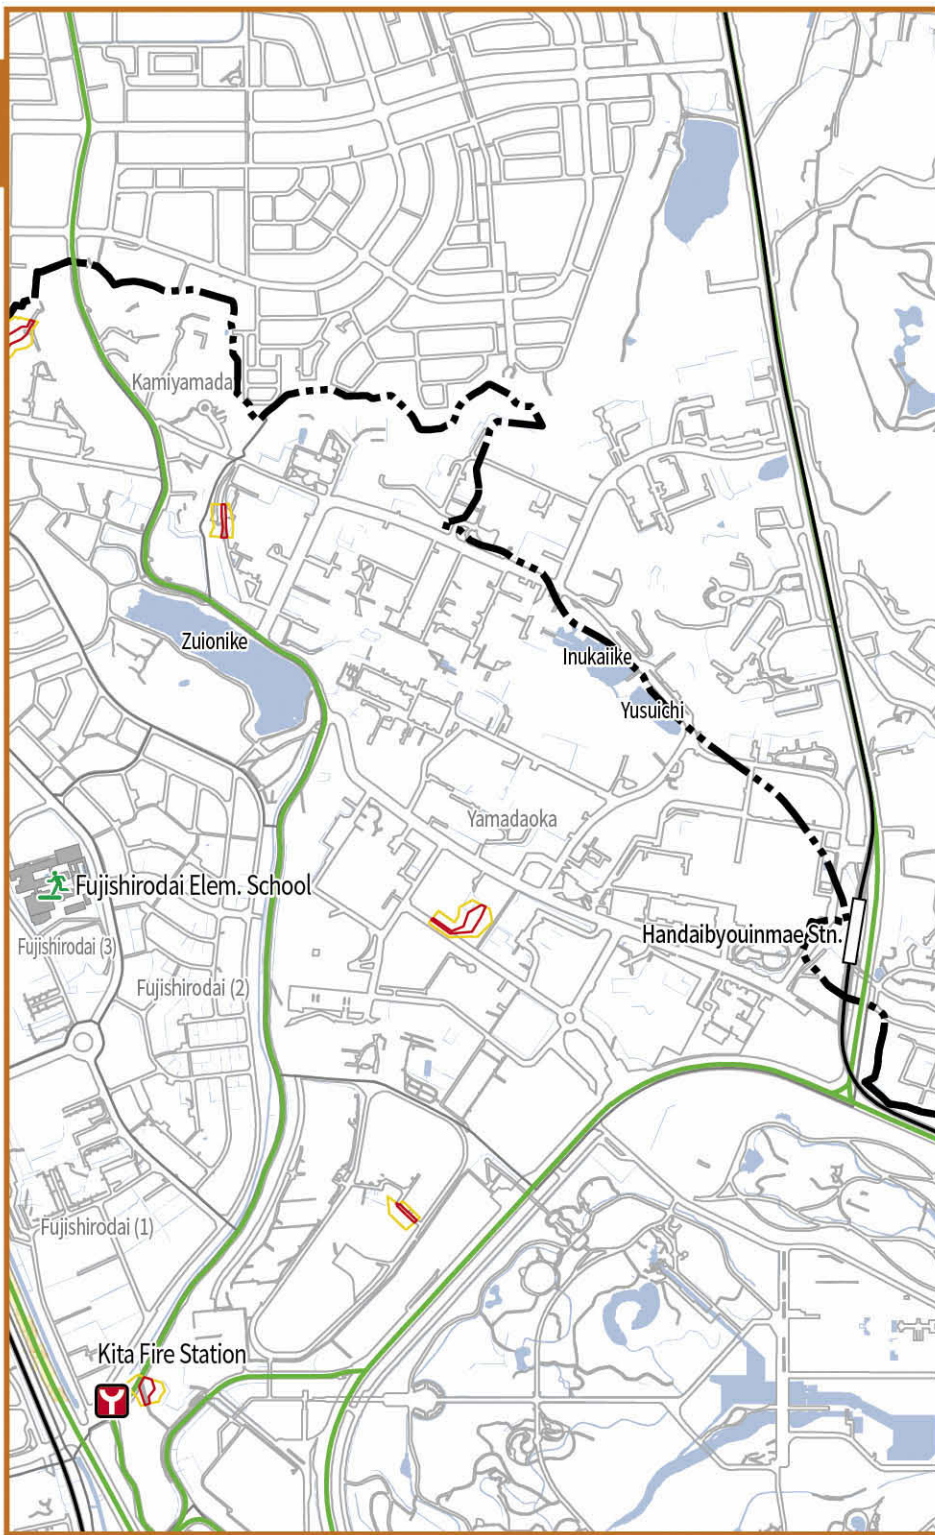 Kamiyamada
Zuionike
Inukaiike
Yusuichi
Yamadaoka
Fujishirodai Elem. School
Handaibyouinmae Stn.
Fujishirodai (3)
Fujishirodai (2)
Fujishirodai (1)
Kita Fire Station